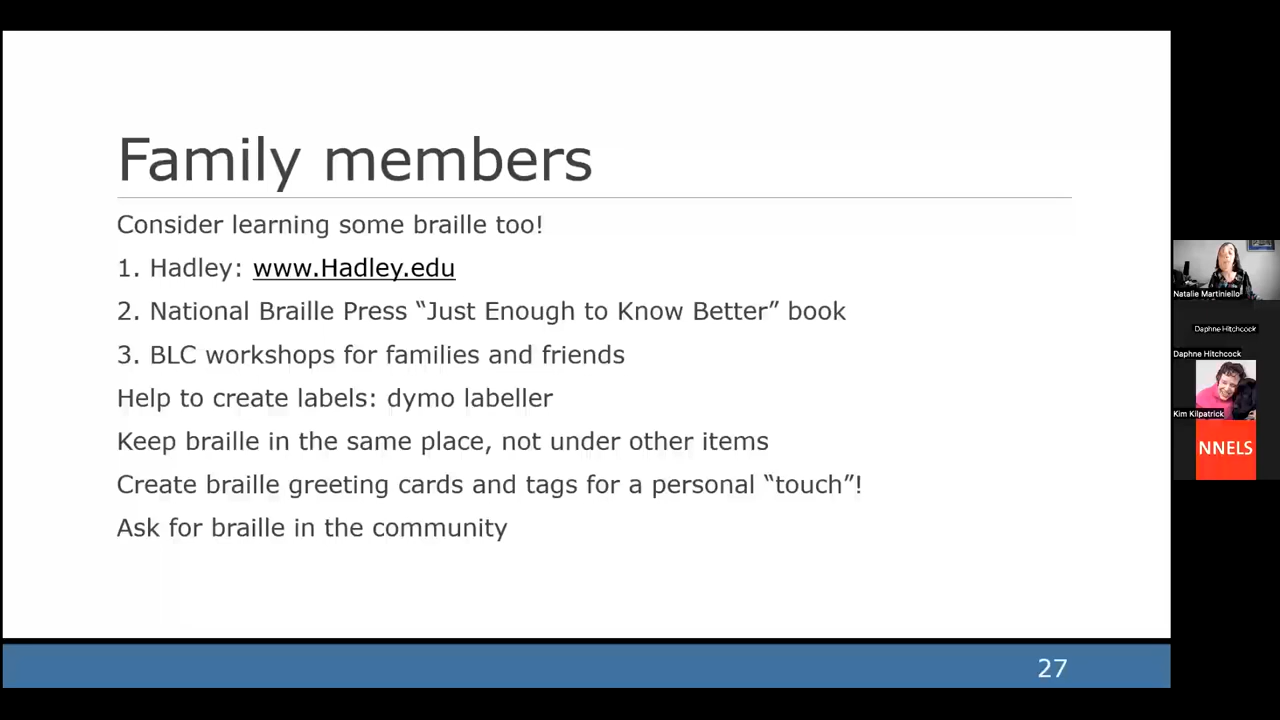 Family members
Consider learning some braille too!
1. Hadley: www.Hadley.edu
2. National Braille Press “Just Enough to Know Better” book
3. BLC workshops for families and friends
Help to create labels: dymo labeller
Keep braille in the same place, not under other items
Create braille greeting cards and tags for a personal “touch”!
Ask for braille in the community
27
Natalie Martiniello
Daphne Hitchcock
Daphne Hitchcock
Kim Kilpatrick
NNELS